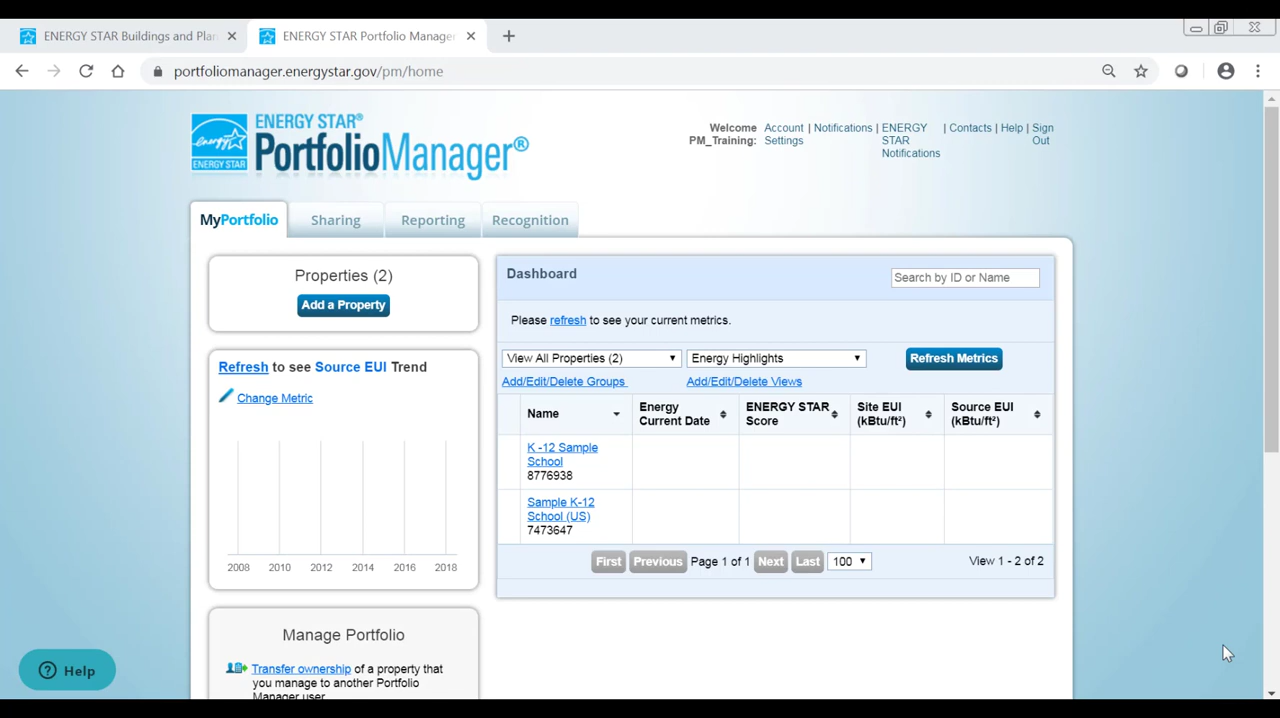 ENERGY STAR Buildings and Plan
ENERGY STAR Portfolio Manager
portfoliomanager.energystar.gov/pm/home
ENERGY STAR
ENERGY STAR®
PortfolioManager®
Welcome PM_Training:
Account Settings | Notifications | ENERGY STAR Notifications | Contacts | Help | Sign Out
MyPortfolio
Sharing
Reporting
Recognition
Properties (2)
Add a Property
Refresh to see Source EUI Trend
Change Metric
2008 2010 2012 2014 2016 2018
Manage Portfolio
Transfer ownership of a property that
you manage to another Portfolio
Manager user.
Dashboard
Search by ID or Name
Please refresh to see your current metrics.
View All Properties (2)
Energy Highlights
Refresh Metrics
Add/Edit/Delete Groups
Add/Edit/Delete Views
Name
Energy Current Date
ENERGY STAR Score
Site EUI (kBtu/ft²)
Source EUI (kBtu/ft²)
K -12 Sample
School
8776938
Sample K-12
School (US)
7473647
First Previous Page 1 of 1 Next Last 100
View 1 - 2 of 2
Help